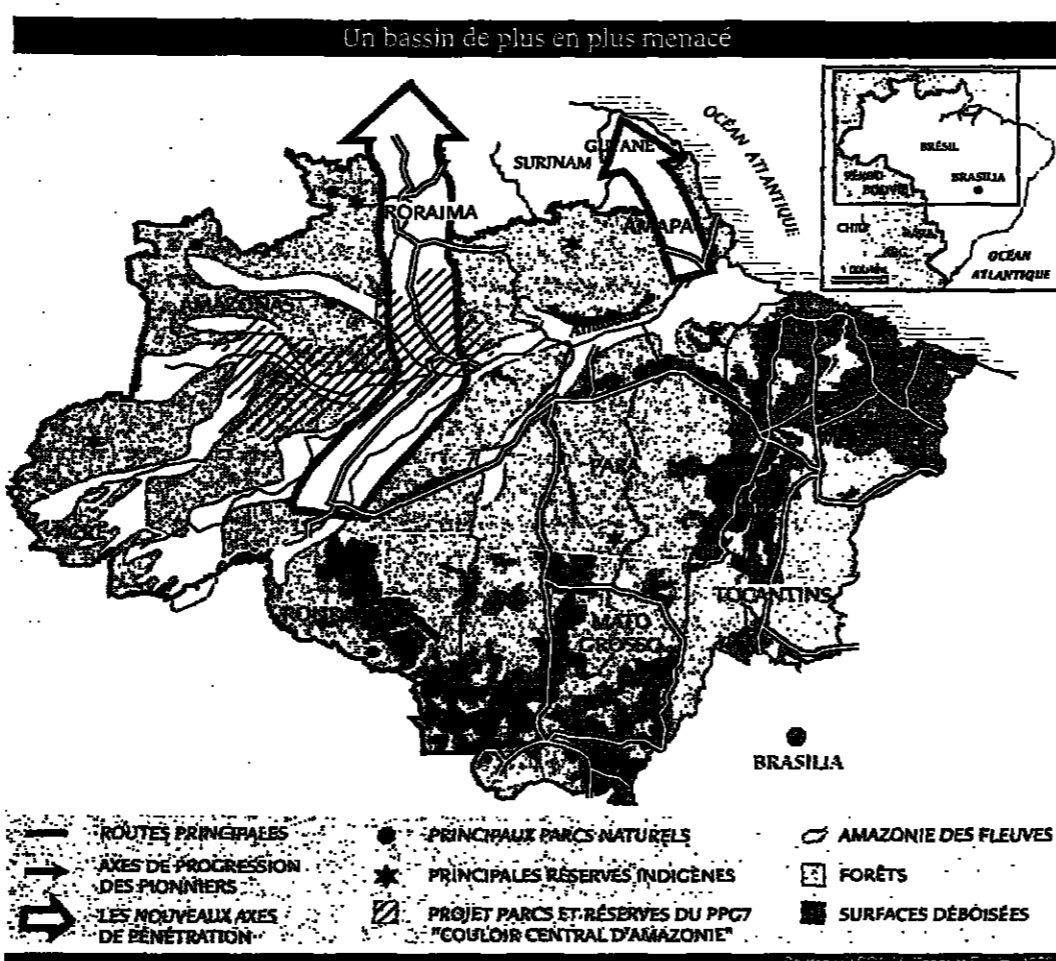 Un bassin de plus en plus menacé
OCÉAN ATLANTIQUE
GUYANE
SURINAM
RORAIMA
AMAPA
BRÉSIL
BRASILIA
CHILI
OCÉAN
ATLANTIQUE
PARA
TOCANTINS
MATO
GROSSO
BRASILIA
ROUTES PRINCIPALES
AXES DE PROGRESSION
DES PIONNIERS
LES NOUVEAUX AXES
DE PÉNÉTRATION
PRINCIPAUX PARCS NATURELS
PRINCIPALES RÉSERVES INDIGÈNES
PROJET PARCS ET RÉSERVES DU PPG7
"COULOIR CENTRAL D'AMAZONIE"
AMAZONIE DES FLEUVES
FORÊTS
SURFACES DÉBOISÉES